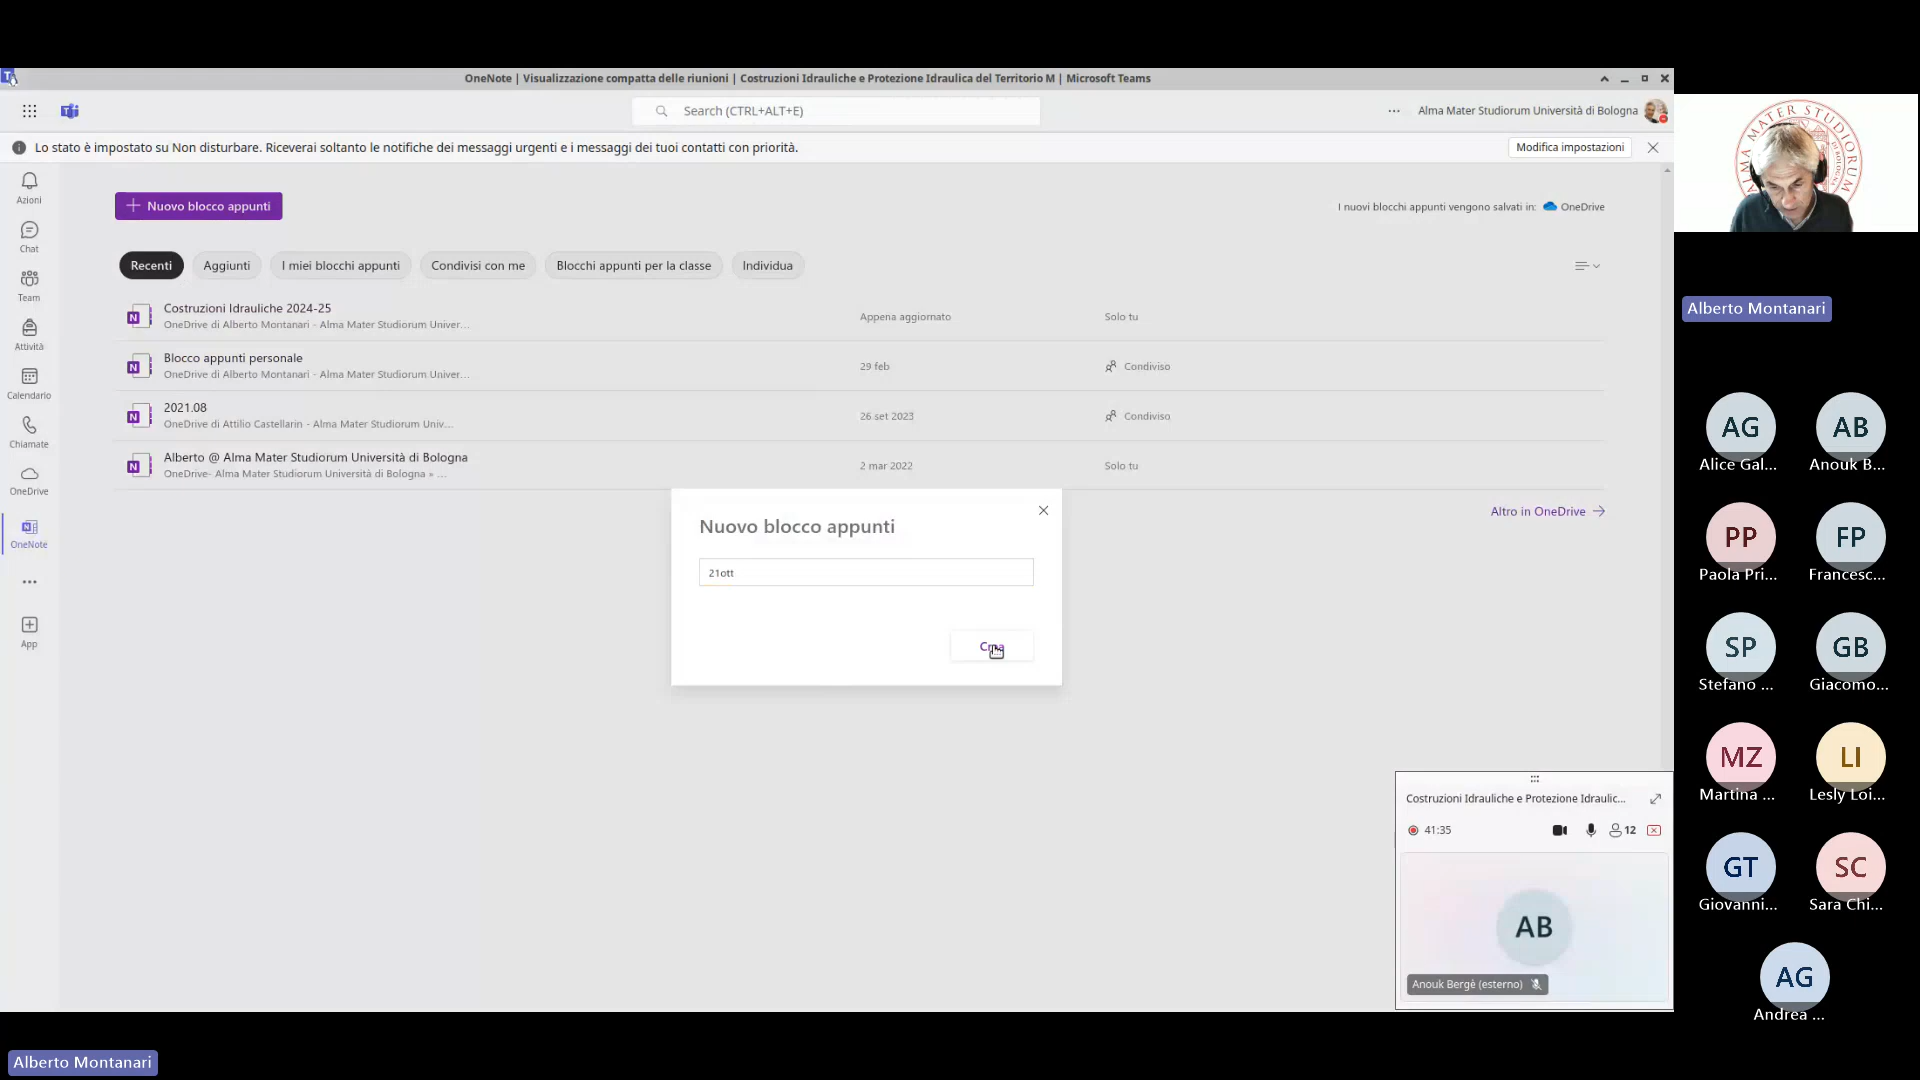 OneNote | Visualizzazione compatta delle riunioni | Costruzioni Idrauliche e Protezione Idraulica del Territorio M | Microsoft Teams
Search (CTRL+ALT+E)
Alma Mater Studiorum Università di Bologna
Lo stato è impostato su Non disturbare. Riceverai soltanto le notifiche dei messaggi urgenti e i messaggi dei tuoi contatti con priorità.
Modifica impostazioni
Azioni
Chat
Team
Attività
Calendario
Chiamate
OneDrive
OneNote
App
Nuovo blocco appunti
I nuovi blocchi appunti vengono salvati in: OneDrive
Recenti
Aggiunti
I miei blocchi appunti
Condivisi con me
Blocchi appunti per la classe
Individua
Costruzioni Idrauliche 2024-25
OneDrive di Alberto Montanari - Alma Mater Studiorum Univer...
Appena aggiornato
Solo tu
Blocco appunti personale
OneDrive di Alberto Montanari - Alma Mater Studiorum Univer...
29 feb
Condiviso
2021.08
OneDrive di Attilio Castellarin - Alma Mater Studiorum Univ...
26 set 2023
Condiviso
Alberto @ Alma Mater Studiorum Università di Bologna
OneDrive- Alma Mater Studiorum Università di Bologna » ...
2 mar 2022
Solo tu
Altro in OneDrive
Nuovo blocco appunti
21ott
Crea
Costruzioni Idrauliche e Protezione Idraulic...
41:35
12
AB
Anouk Bergè (esterno)
ALMA MATER STUDIORUM
Alberto Montanari
AG
Alice Gal...
AB
Anouk B...
PP
Paola Pri...
FP
Francesc...
SP
Stefano ...
GB
Giacomo...
MZ
Martina ...
LI
Lesly Loi...
GT
Giovanni...
SC
Sara Chi...
AG
Andrea ...
Alberto Montanari